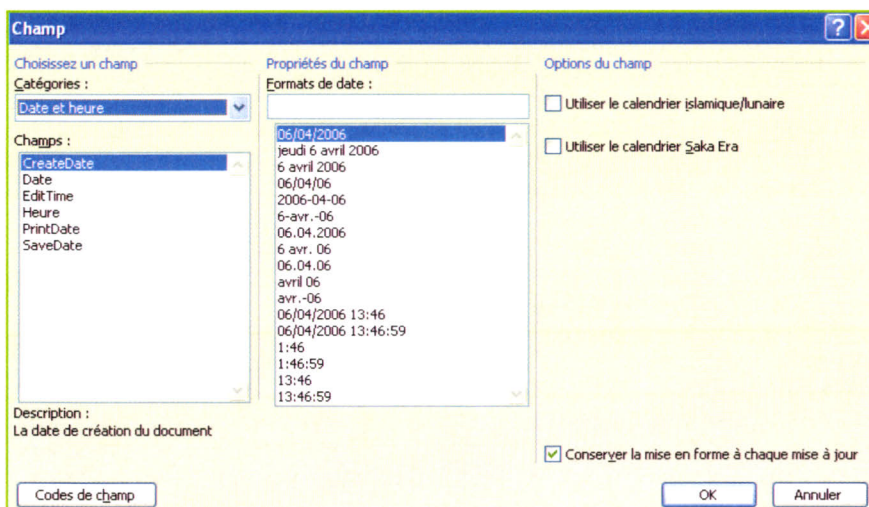 Champ
Choisissez un champ
Catégories :
Date et heure
Champs :
CreateDate
Date
EditTime
Heure
PrintDate
SaveDate
Description :
La date de création du document
Codes de champ
Propriétés du champ
Formats de date :
06/04/2006
jeudi 6 avril 2006
6 avril 2006
06/04/06
2006-04-06
6-avr.-06
06.04.2006
6 avr. 06
06.04.06
avril 06
avr.-06
06/04/2006 13:46
06/04/2006 13:46:59
1:46
1:46:59
13:46
13:46:59
Options du champ
Utiliser le calendrier islamique/lunaire
Utiliser le calendrier Saka Era
Conserver la mise en forme à chaque mise à jour
OK
Annuler